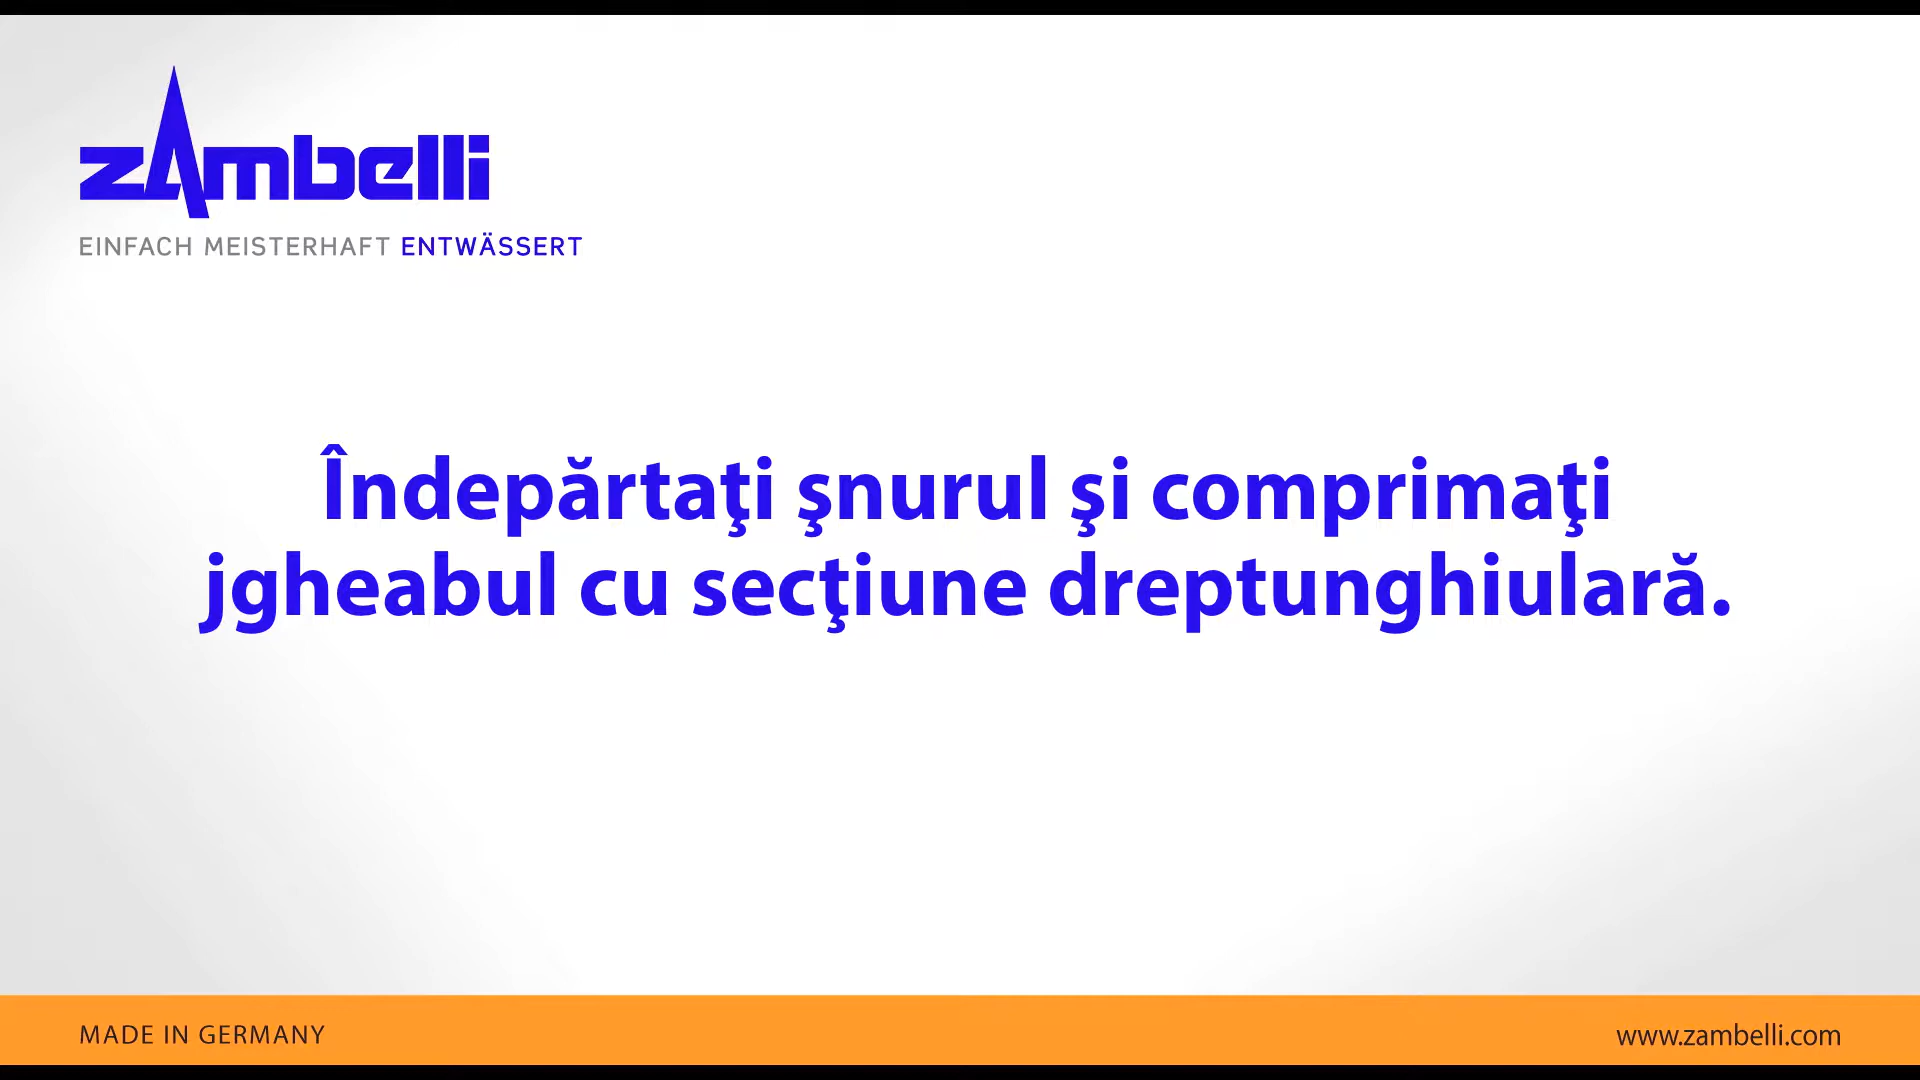 zambelli
EINFACH MEISTERHAFT ENTWÄSSERT
Îndepărtaţi şnurul şi comprimaţi
jgheabul cu secţiune dreptunghiulară.
MADE IN GERMANY
www.zambelli.com